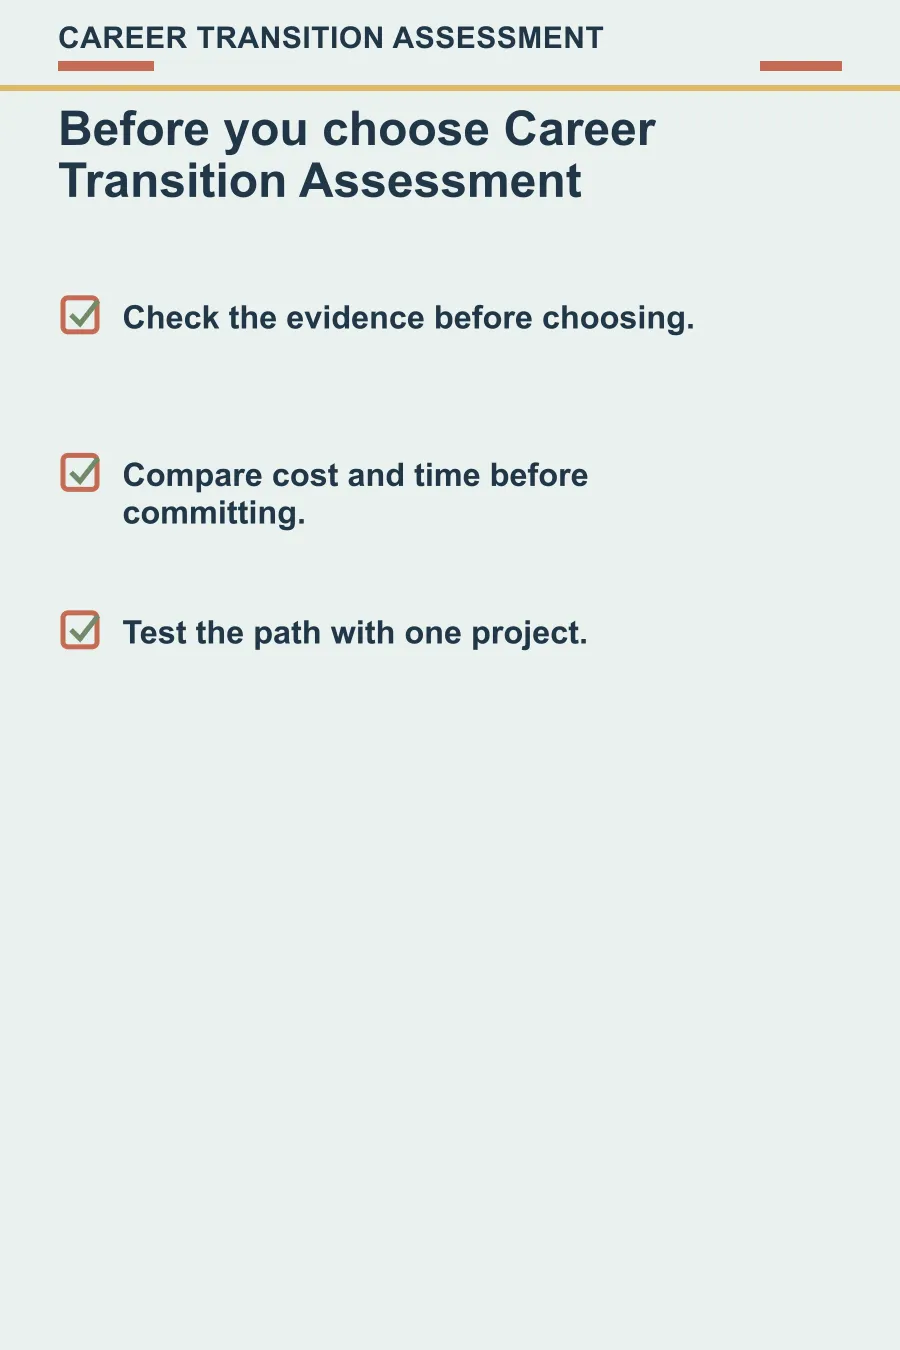 CAREER TRANSITION ASSESSMENT
Before you choose Career
Transition Assessment
Check the evidence before choosing.
Compare cost and time before
committing.
Test the path with one project.